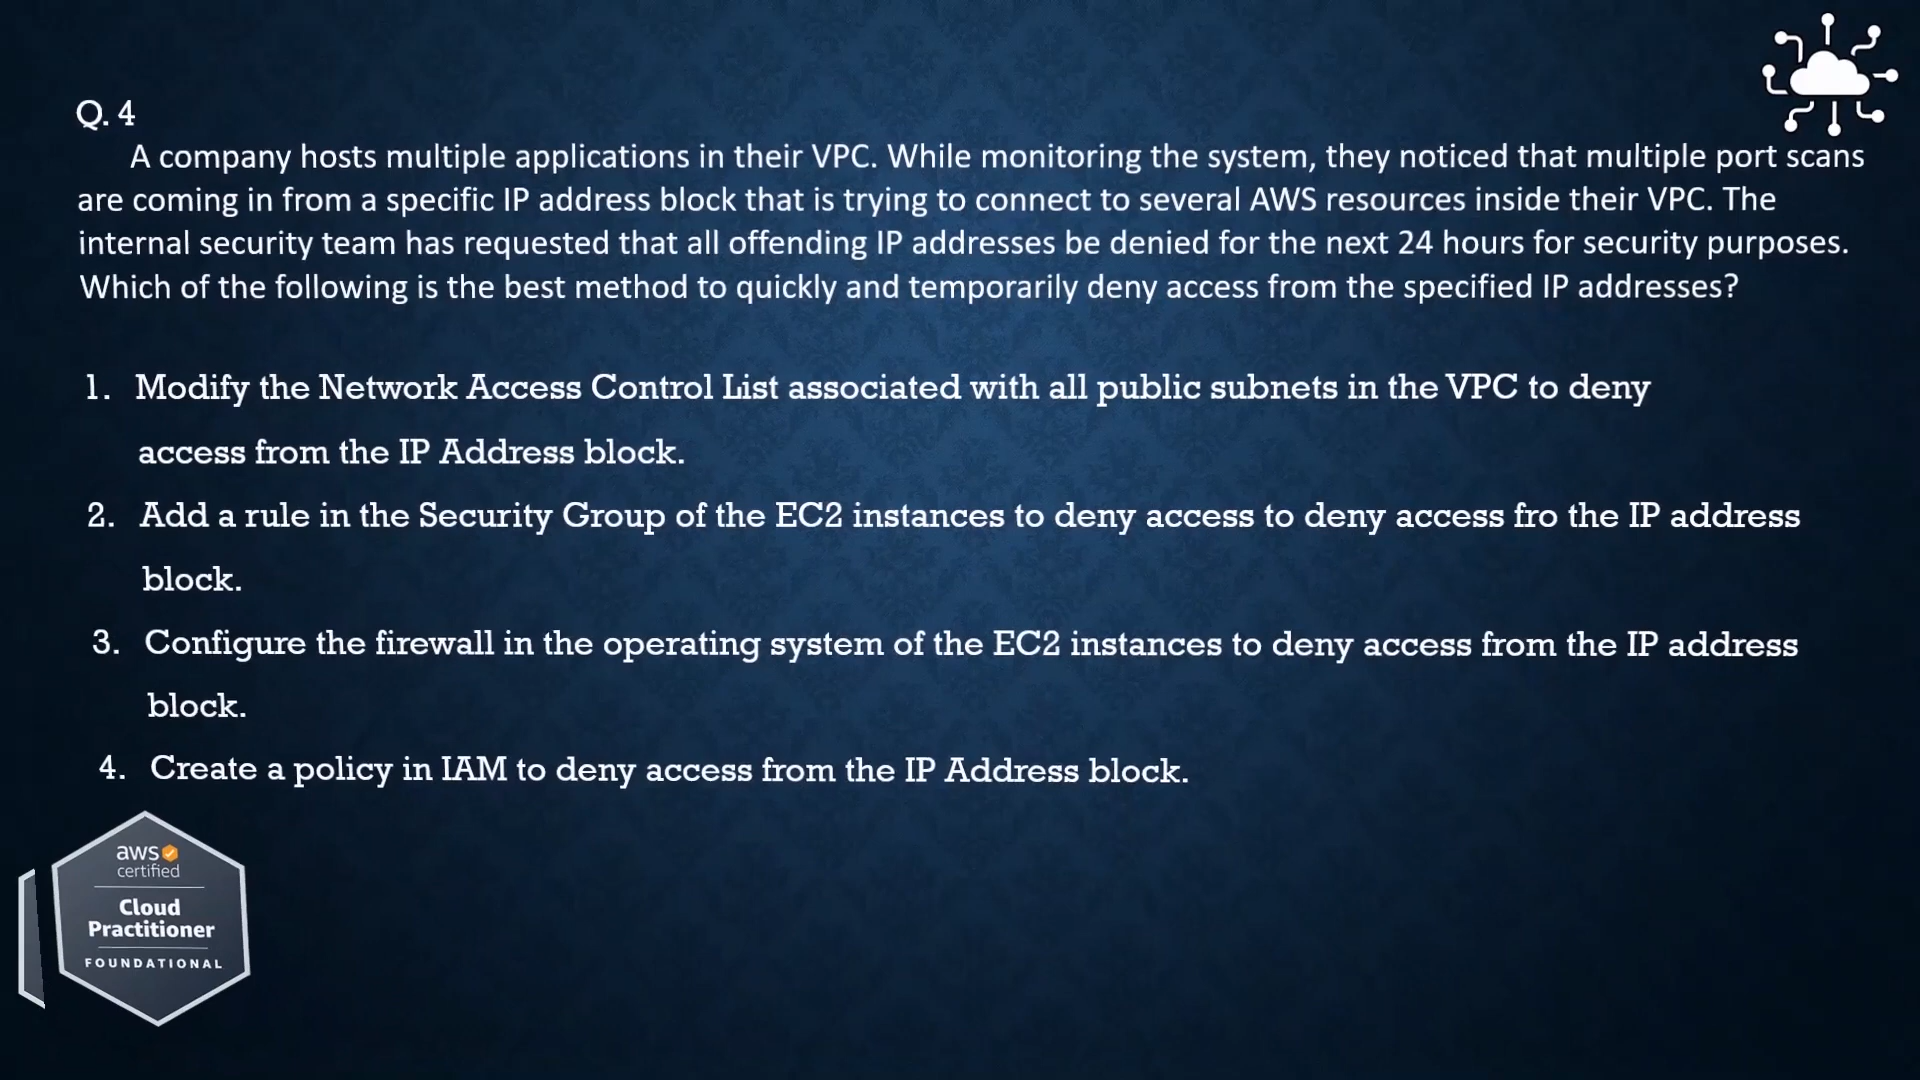 Q. 4
A company hosts multiple applications in their VPC. While monitoring the system, they noticed that multiple port scans
are coming in from a specific IP address block that is trying to connect to several AWS resources inside their VPC. The
internal security team has requested that all offending IP addresses be denied for the next 24 hours for security purposes.
Which of the following is the best method to quickly and temporarily deny access from the specified IP addresses?
1. Modify the Network Access Control List associated with all public subnets in the VPC to deny
access from the IP Address block.
2. Add a rule in the Security Group of the EC2 instances to deny access to deny access fro the IP address
block.
3. Configure the firewall in the operating system of the EC2 instances to deny access from the IP address
block.
4. Create a policy in IAM to deny access from the IP Address block.
aws
certified
Cloud
Practitioner
FOUNDATIONAL